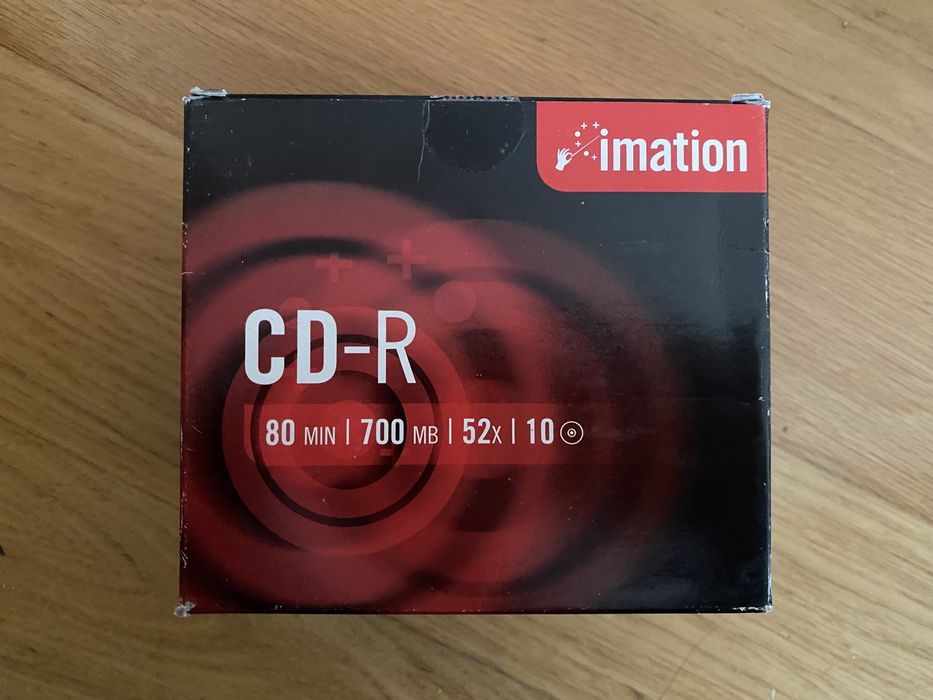 imation
CD-R
80 MIN | 700 MB | 52X | 10